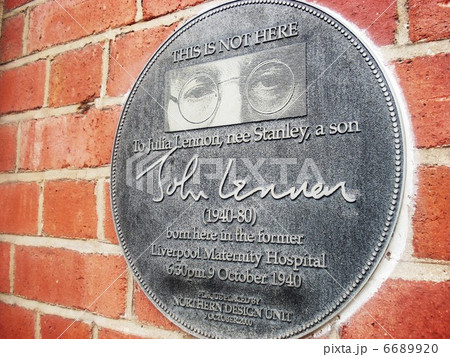 THIS IS NOT HERE
To Julia Lennon, nee Stanley, a son
John Lennon
(1940-80)
born here in the former
Liverpool Maternity Hospital
6:30pm 9 October 1940
NORTHERN DESIGN UNIT
PIXTA
pixta.jp - 6689920